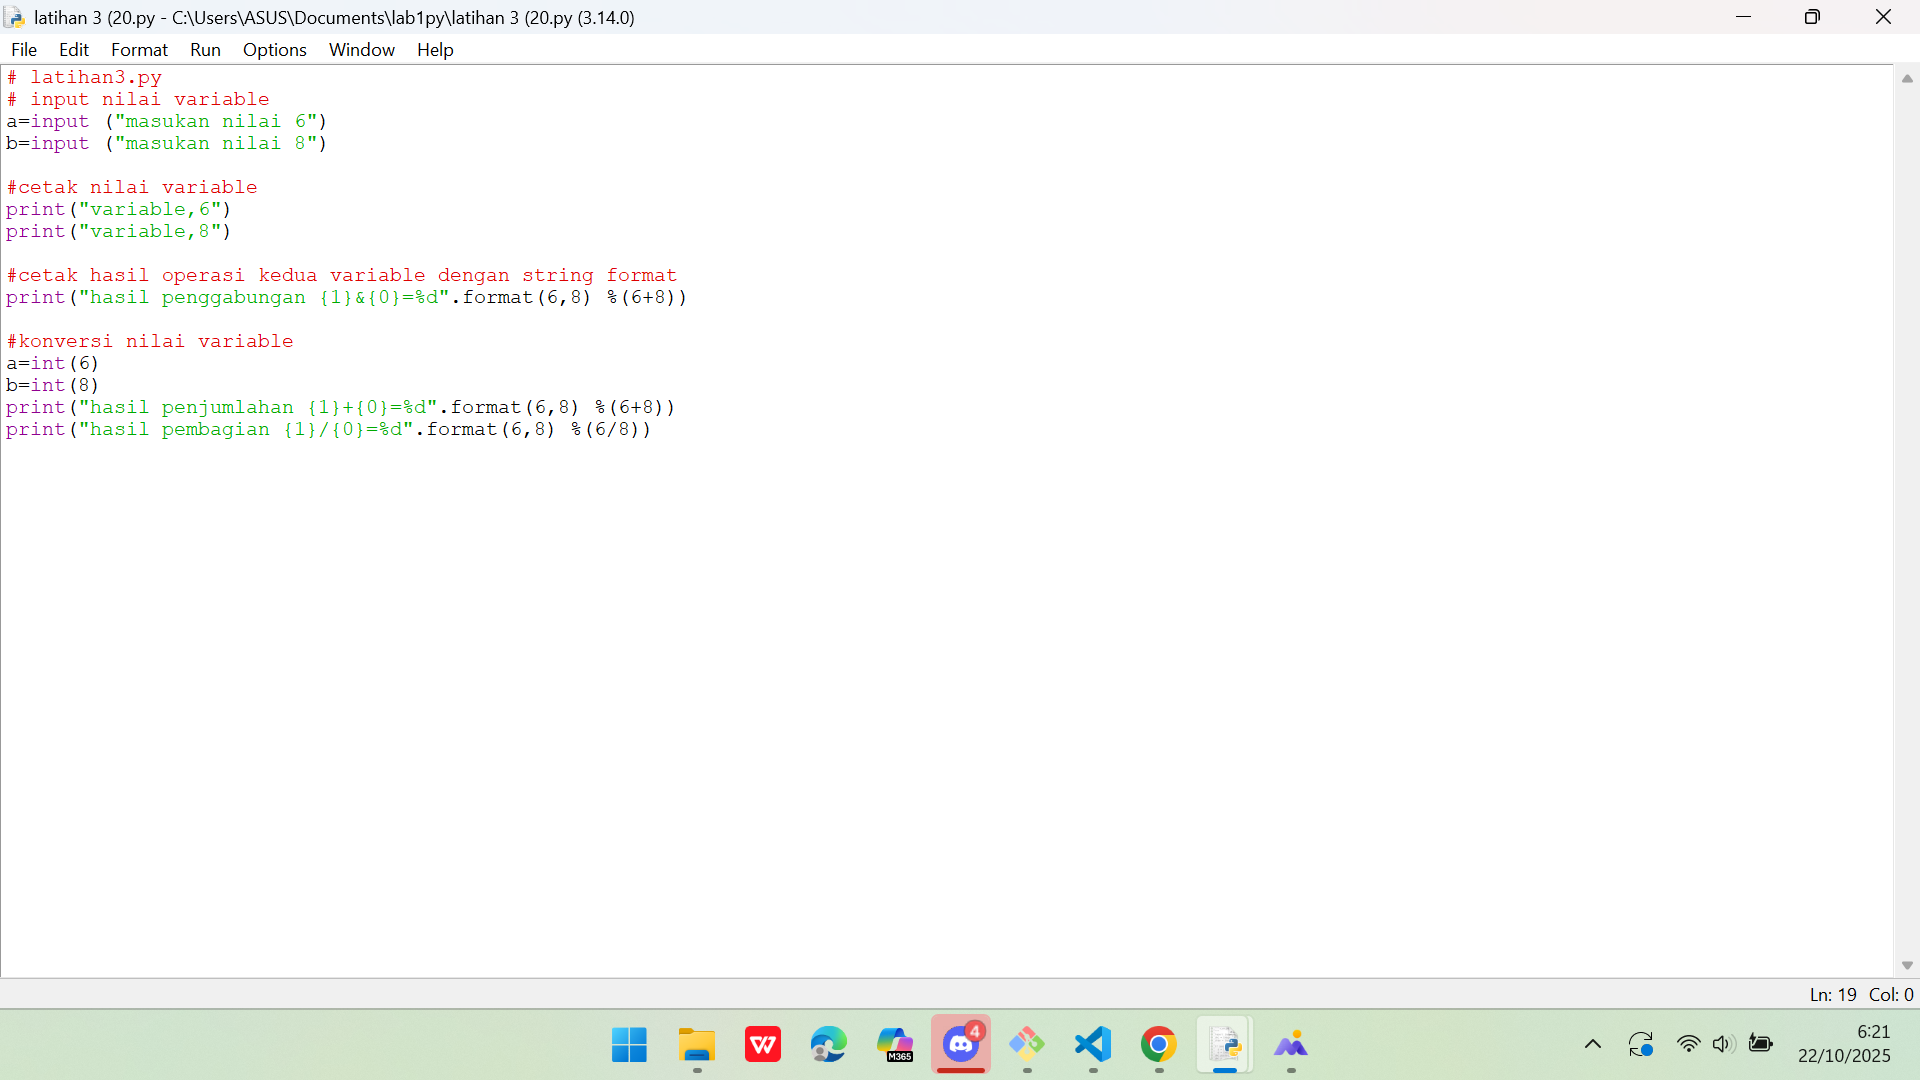 latihan 3 (20.py - C:\Users\ASUS\Documents\lab1py\latihan 3 (20.py (3.14.0)
File Edit Format Run Options Window Help
# latihan3.py
# input nilai variable
a=input ("masukan nilai 6")
b=input ("masukan nilai 8")
#cetak nilai variable
print("variable,6")
print("variable,8")
#cetak hasil operasi kedua variable dengan string format
print("hasil penggabungan {1}&{0}=%d".format(6,8) %(6+8))
#konversi nilai variable
a=int(6)
b=int(8)
print("hasil penjumlahan {1}+{0}=%d".format(6,8) %(6+8))
print("hasil pembagian {1}/{0}=%d".format(6,8) %(6/8))
Ln: 19 Col: 0
W
M365
4
6:21
22/10/2025